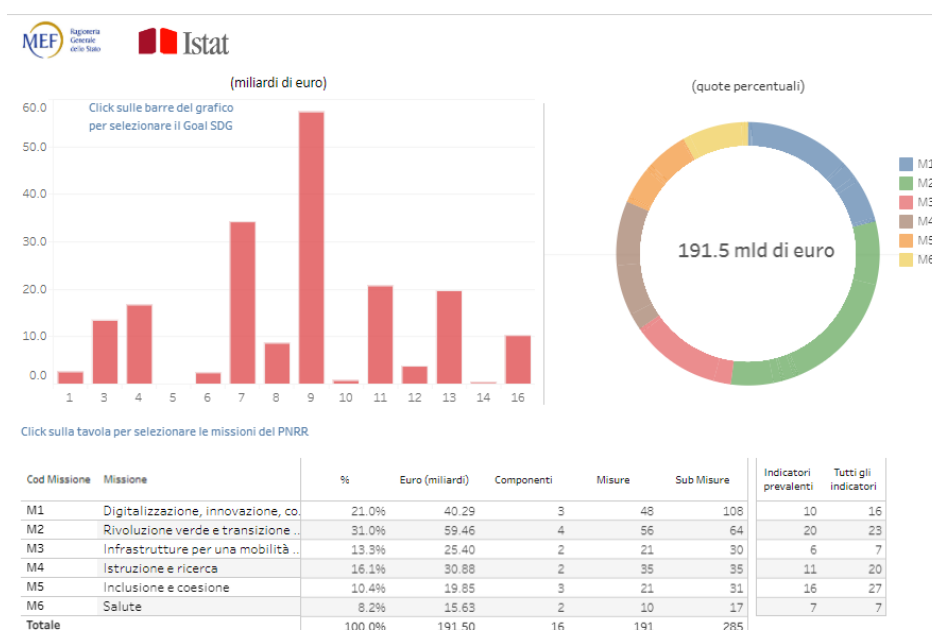 MEF Ragioneria Generale dello Stato
Istat
(miliardi di euro)
(quote percentuali)
Click sulle barre del grafico
per selezionare il Goal SDG
60.0
50.0
40.0
30.0
20.0
10.0
0.0
1 3 4 5 6 7 8 9 10 11 12 13 14 16
191.5 mld di euro
M1
M2
M3
M4
M5
M6
Click sulla tavola per selezionare le missioni del PNRR
Cod Missione Missione % Euro (miliardi) Componenti Misure Sub Misure Indicatori prevalenti Tutti gli indicatori
M1 Digitalizzazione, innovazione, co. 21.0% 40.29 3 48 108 10 16
M2 Rivoluzione verde e transizione .. 31.0% 59.46 4 56 64 20 23
M3 Infrastrutture per una mobilità .. 13.3% 25.40 2 21 30 6 7
M4 Istruzione e ricerca 16.1% 30.88 2 35 35 11 20
M5 Inclusione e coesione 10.4% 19.85 3 21 31 16 27
M6 Salute 8.2% 15.63 2 10 17 7 7
Totale 100.0% 191.50 16 191 285